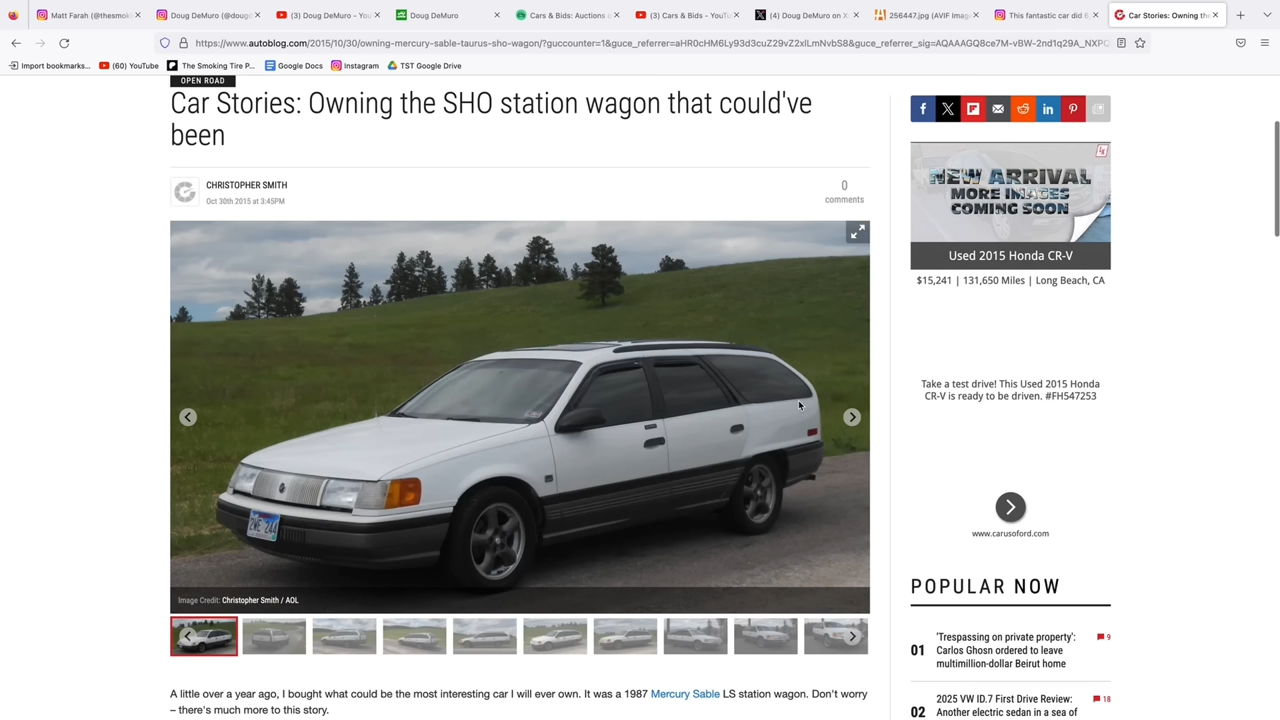 Matt Farah (@thesmoki
Doug DeMuro (@doug
(3) Doug DeMuro - You
Doug DeMuro
Cars & Bids: Auctions
(3) Cars & Bids - YouT
(4) Doug DeMuro on X
256447.jpg (AVIF Imag
This fantastic car did 6
Car Stories: Owning th
https://www.autoblog.com/2015/10/30/owning-mercury-sable-taurus-sho-wagon/?guccounter=1&guce_referrer=
Import bookmarks...
(60) YouTube
The Smoking Tire P...
Google Docs
Instagram
TST Google Drive
OPEN ROAD
Car Stories: Owning the SHO station wagon that could've
been
CHRISTOPHER SMITH
Oct 30th 2015 at 3:45PM
0
comments
2WE 244
Image Credit: Christopher Smith / AOL
A little over a year ago, I bought what could be the most interesting car I will ever own. It was a 1987 Mercury Sable LS station wagon. Don't worry
– there's much more to this story.
NEW ARRIVAL
MORE IMAGES
COMING SOON
Used 2015 Honda CR-V
$15,241 | 131,650 Miles | Long Beach, CA
Take a test drive! This Used 2015 Honda
CR-V is ready to be driven. #FH547253
www.carusoford.com
POPULAR NOW
01
'Trespassing on private property':
Carlos Ghosn ordered to leave
multimillion-dollar Beirut home
9
02
2025 VW ID.7 First Drive Review:
Another electric sedan in a sea of
18